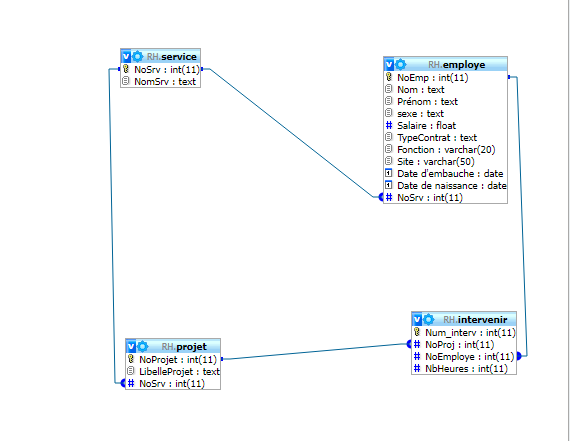 RH.service
NoSrv : int(11)
NomSrv : text
RH.employe
NoEmp : int(11)
Nom : text
Prénom : text
sexe : text
Salaire : float
TypeContrat : text
Fonction : varchar(20)
Site : varchar(50)
Date d'embauche : date
Date de naissance : date
NoSrv : int(11)
RH.projet
NoProjet : int(11)
LibelleProjet : text
NoSrv : int(11)
RH.intervenir
Num_interv : int(11)
NoProj : int(11)
NoEmploye : int(11)
NbHeures : int(11)